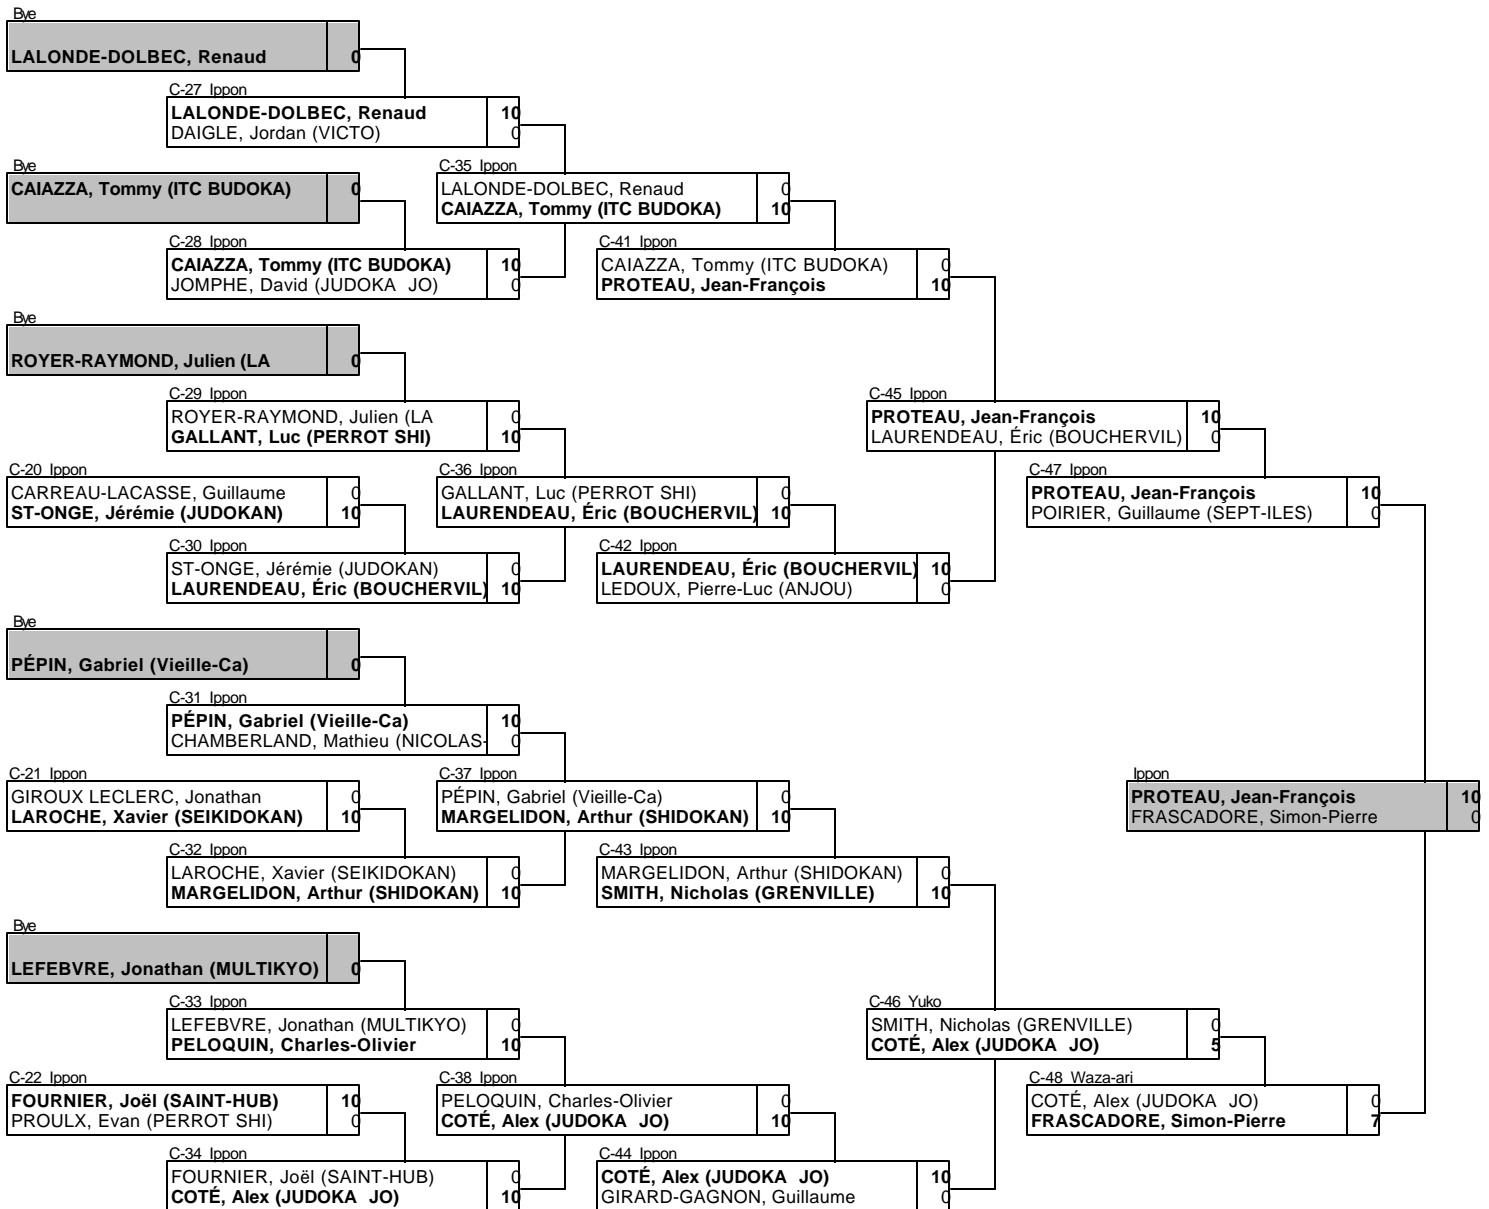 Bye
LALONDE-DOLBEC, Renaud 0
C-27 Ippon
LALONDE-DOLBEC, Renaud 10
DAIGLE, Jordan (VICTO) 0
Bye
CAIAZZA, Tommy (ITC BUDOKA) 0
C-35 Ippon
LALONDE-DOLBEC, Renaud 0
CAIAZZA, Tommy (ITC BUDOKA) 10
C-28 Ippon
CAIAZZA, Tommy (ITC BUDOKA) 10
JOMPHE, David (JUDOKA JO) 0
C-41 Ippon
CAIAZZA, Tommy (ITC BUDOKA) 0
PROTEAU, Jean-François 10
Bye
ROYER-RAYMOND, Julien (LA 0
C-29 Ippon
ROYER-RAYMOND, Julien (LA 0
GALLANT, Luc (PERROT SHI) 10
C-45 Ippon
PROTEAU, Jean-François 10
LAURENDEAU, Éric (BOUCHERVIL) 0
C-20 Ippon
CARREAU-LACASSE, Guillaume 0
ST-ONGE, Jérémie (JUDOKAN) 10
C-36 Ippon
GALLANT, Luc (PERROT SHI) 0
LAURENDEAU, Éric (BOUCHERVIL) 10
C-47 Ippon
PROTEAU, Jean-François 10
POIRIER, Guillaume (SEPT-ILES) 0
C-30 Ippon
ST-ONGE, Jérémie (JUDOKAN) 0
LAURENDEAU, Éric (BOUCHERVIL) 10
C-42 Ippon
LAURENDEAU, Éric (BOUCHERVIL) 10
LEDOUX, Pierre-Luc (ANJOU) 0
Bye
PÉPIN, Gabriel (Vieille-Ca) 0
C-31 Ippon
PÉPIN, Gabriel (Vieille-Ca) 10
CHAMBERLAND, Mathieu (NICOLAS- 0
C-21 Ippon
GIROUX LECLERC, Jonathan 0
LAROCHE, Xavier (SEIKIDOKAN) 10
C-37 Ippon
PÉPIN, Gabriel (Vieille-Ca) 0
MARGELIDON, Arthur (SHIDOKAN) 10
Ippon
PROTEAU, Jean-François 10
FRASCADORE, Simon-Pierre 0
C-32 Ippon
LAROCHE, Xavier (SEIKIDOKAN) 0
MARGELIDON, Arthur (SHIDOKAN) 10
C-43 Ippon
MARGELIDON, Arthur (SHIDOKAN) 0
SMITH, Nicholas (GRENVILLE) 10
Bye
LEFEBVRE, Jonathan (MULTIKYO) 0
C-33 Ippon
LEFEBVRE, Jonathan (MULTIKYO) 0
PELOQUIN, Charles-Olivier 10
C-46 Yuko
SMITH, Nicholas (GRENVILLE) 0
COTÉ, Alex (JUDOKA JO) 5
C-22 Ippon
FOURNIER, Joël (SAINT-HUB) 10
PROULX, Evan (PERROT SHI) 0
C-38 Ippon
PELOQUIN, Charles-Olivier 0
COTÉ, Alex (JUDOKA JO) 10
C-48 Waza-ari
COTÉ, Alex (JUDOKA JO) 0
FRASCADORE, Simon-Pierre 7
C-34 Ippon
FOURNIER, Joël (SAINT-HUB) 0
COTÉ, Alex (JUDOKA JO) 10
C-44 Ippon
COTÉ, Alex (JUDOKA JO) 10
GIRARD-GAGNON, Guillaume 0